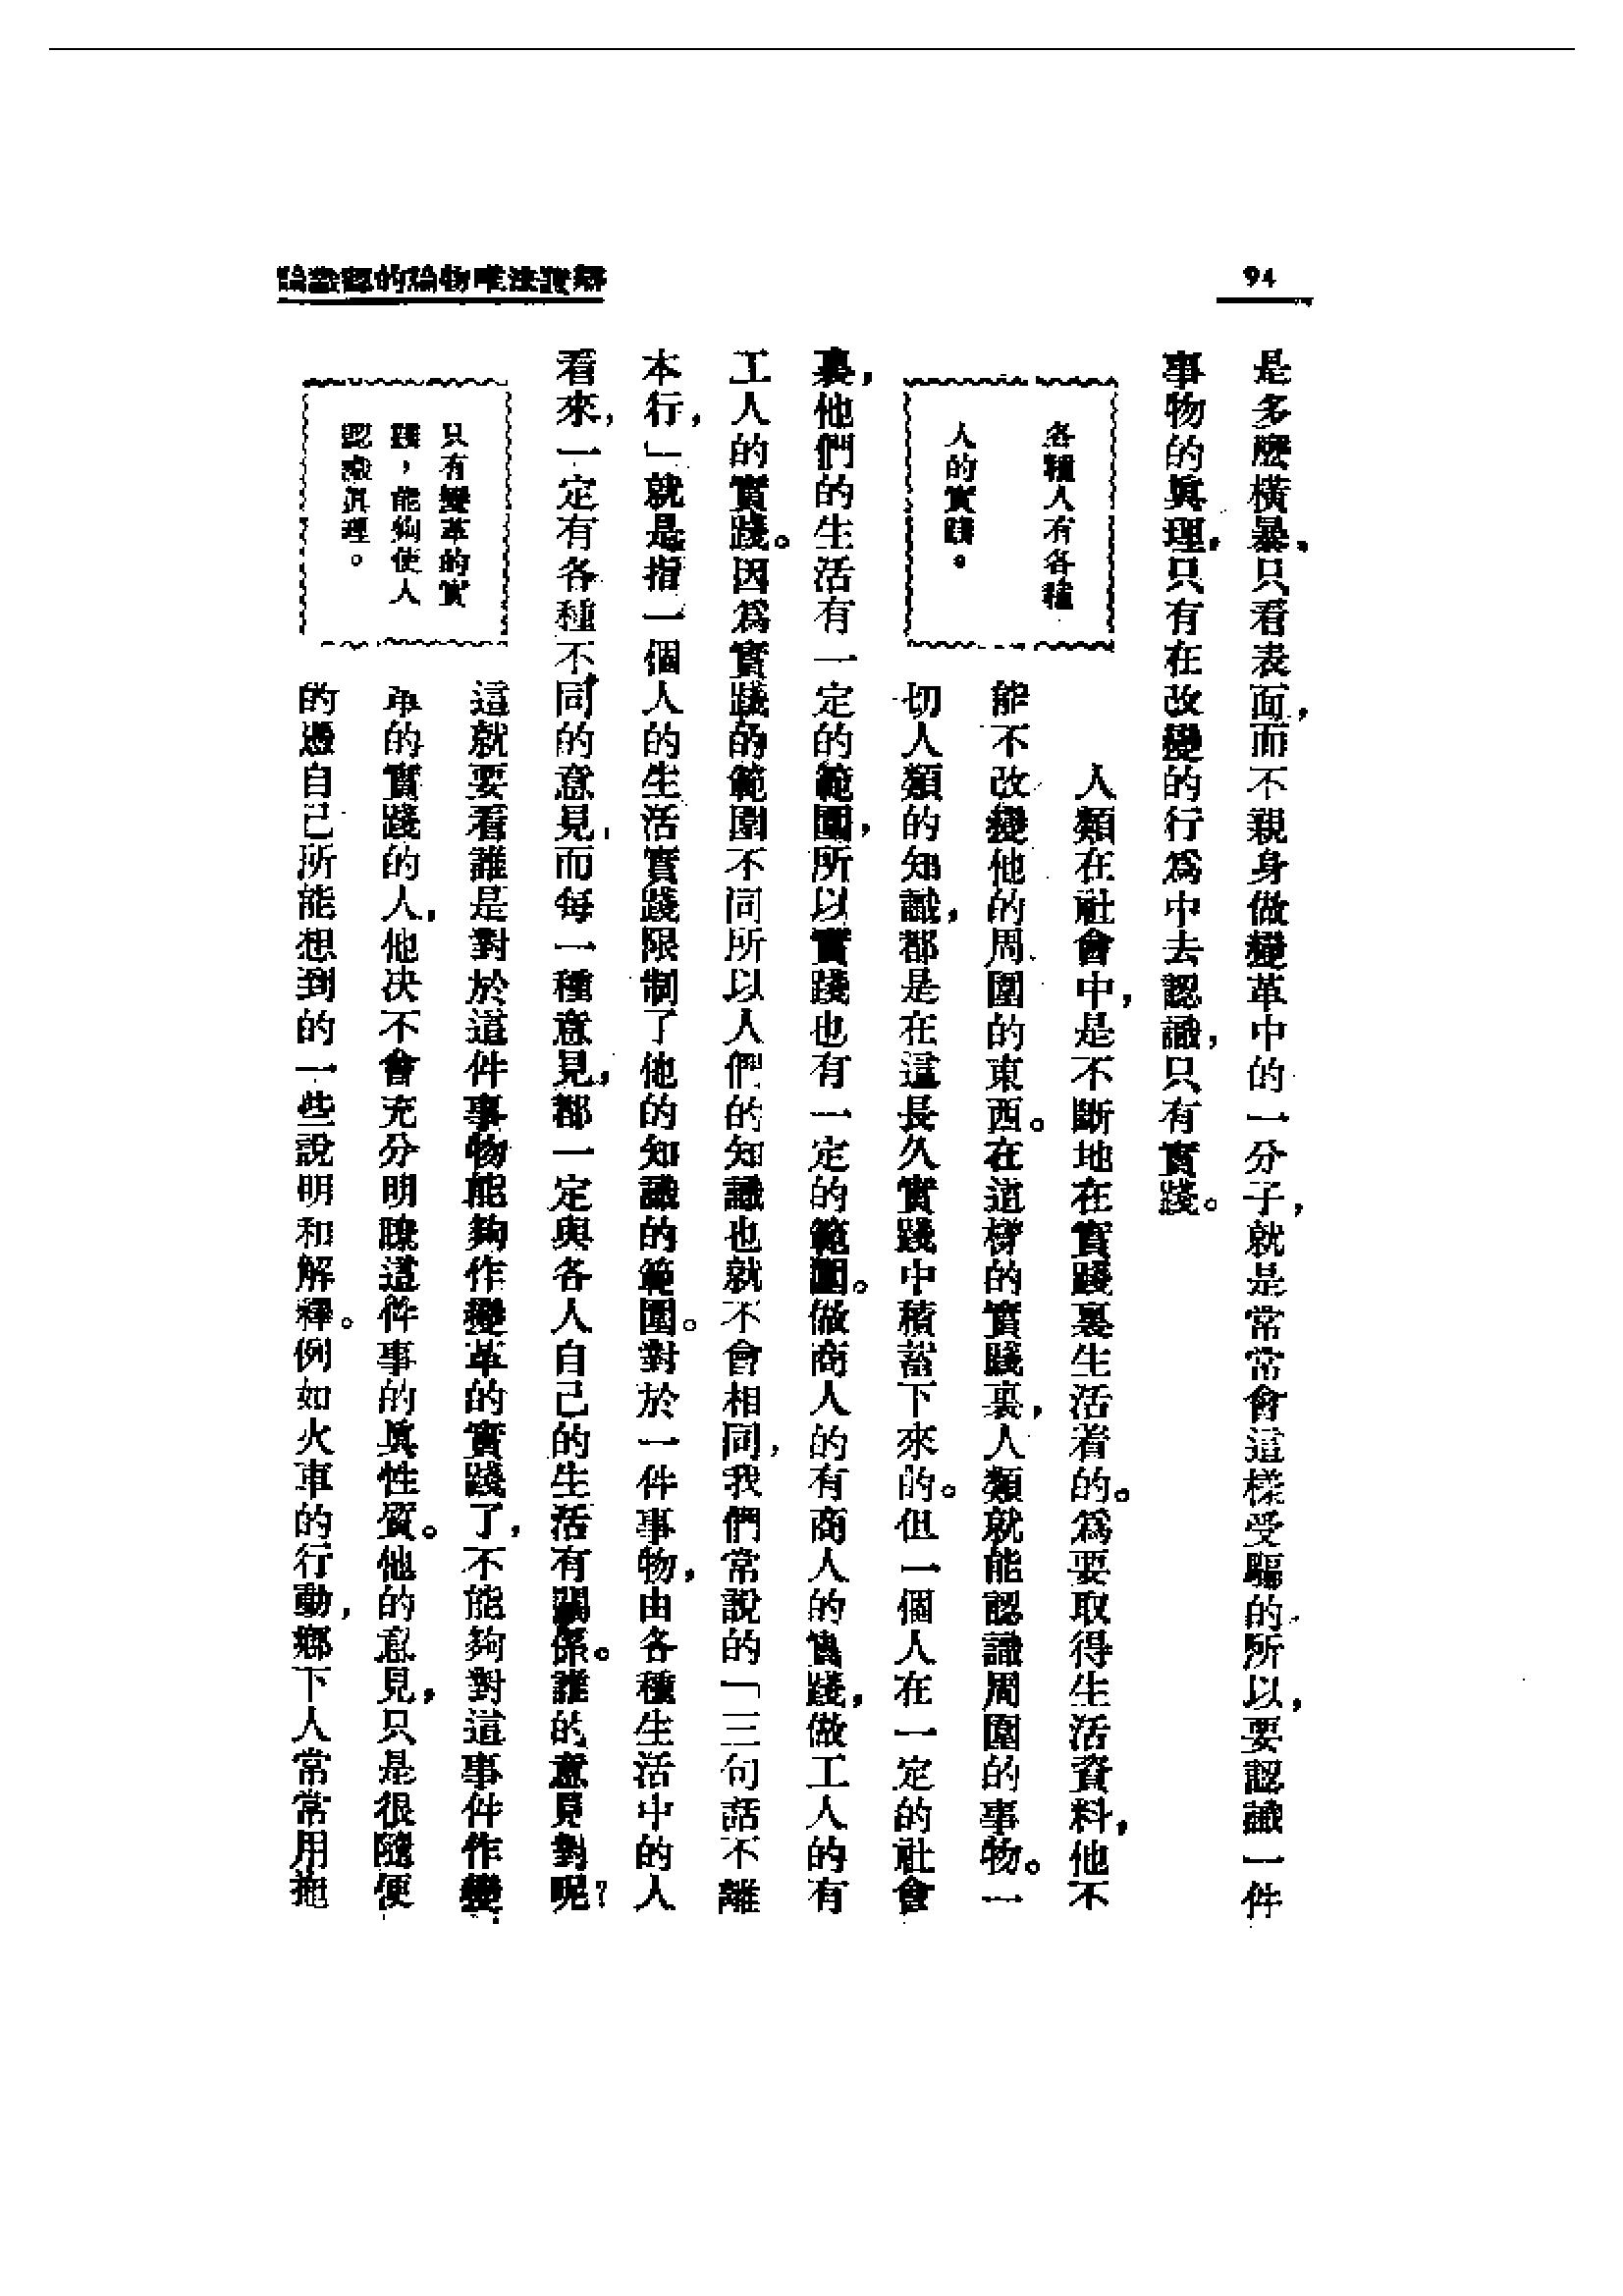 94
論識認的論物唯法證辯
是多麽橫暴、只看表面，而不親身做變革中的一分子，就是常常會這樣受騙的所以，要認識一件
事物的眞理，只有在改變的行爲中去認識，只有實踐。
各種人有各種
人的實踐。
人類在社會中，是不斷地在實踐裏生活着的。爲要取得生活資料，他不
能不改變他的周圍的東西。在這樣的實踐裏，人類就能認識周圍的事物。一
切人類的知識，都是在這長久實踐中積蓄下來的。但一個人在一定的社會
裏，他們的生活有一定的範圍，所以實踐也有一定的範圍。做商人的有商人的實踐，做工人的有
工人的實踐。因爲實踐的範圍不同所以人們的知識也就不會相同，我們常說的「三句話不離
本行，」就是指一個人的生活實踐限制了他的知識的範圍。對於一件事物，由各種生活中的人
看來，一定有各種不同的意見，而每一種意見，都一定與各人自己的生活有關係。誰的意見對呢？
只有變革的實
踐，能夠使人
認識眞理。
這就要看誰是對於這件事物能夠作變革的實踐了，不能夠對這事件作變
革的實踐的人，他决不會充分明瞭這件事的眞性質。他的意見，只是很隨便
的憑自己所能想到的一些說明和解釋。例如火車的行動，鄉下人常常用拖